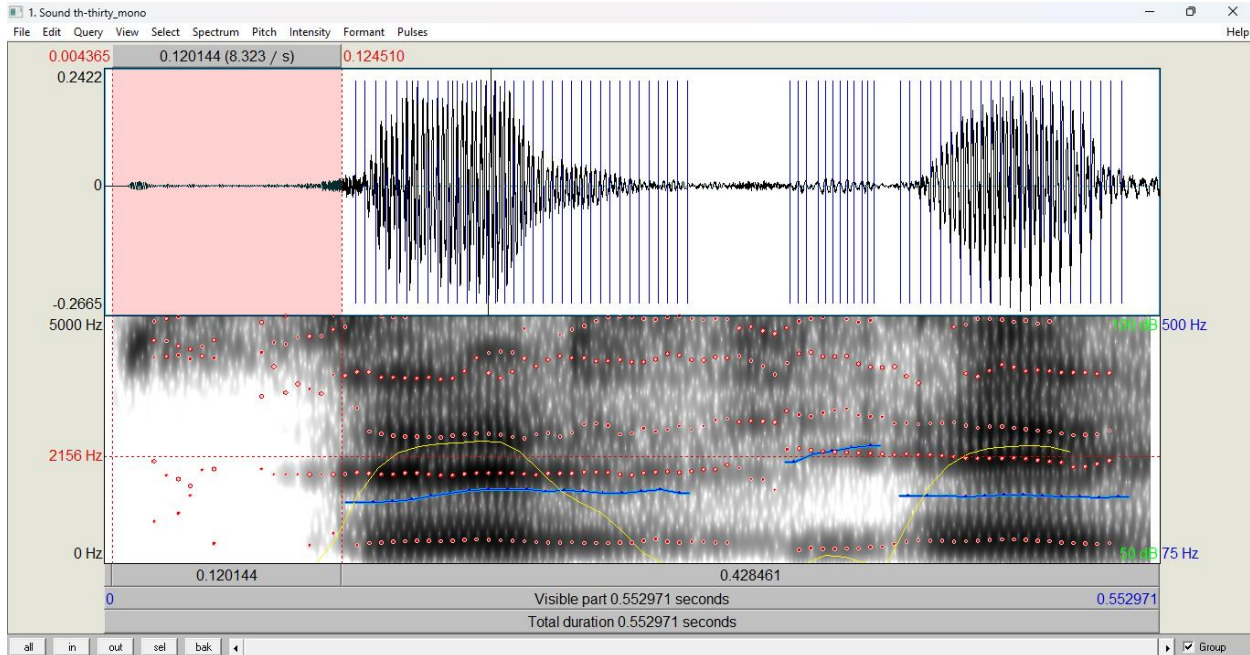 1. Sound th-thirty_mono
File Edit Query View Select Spectrum Pitch Intensity Formant Pulses Help
0.004365 0.120144 (8.323 / s) 0.124510
0.2422
0
-0.2665
5000 Hz 100 dB 500 Hz
2156 Hz
0 Hz 50 dB 75 Hz
0.120144 0.428461
0 Visible part 0.552971 seconds 0.552971
Total duration 0.552971 seconds
all in out sel bak Group